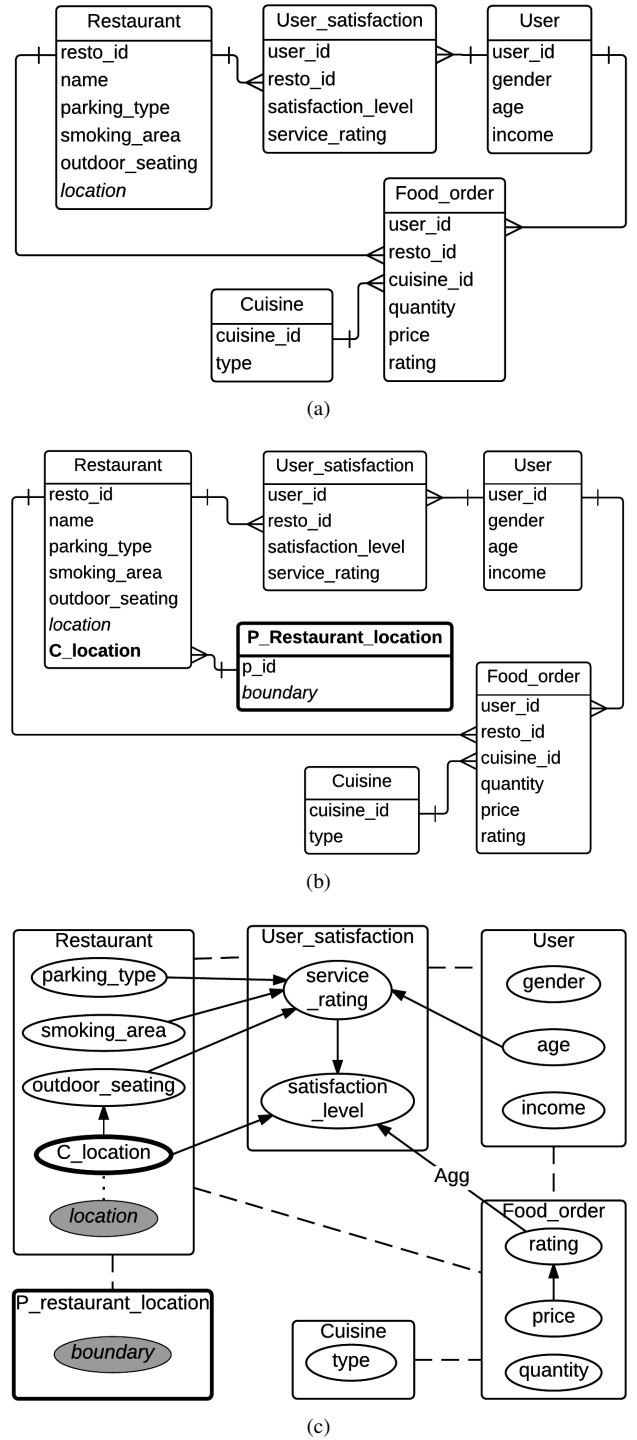 Restaurant
resto_id
name
parking_type
smoking_area
outdoor_seating
location
User_satisfaction
user_id
resto_id
satisfaction_level
service_rating
User
user_id
gender
age
income
Food_order
user_id
resto_id
cuisine_id
quantity
price
rating
Cuisine
cuisine_id
type
(a)
Restaurant
resto_id
name
parking_type
smoking_area
outdoor_seating
location
C_location
User_satisfaction
user_id
resto_id
satisfaction_level
service_rating
User
user_id
gender
age
income
P_Restaurant_location
p_id
boundary
Food_order
user_id
resto_id
cuisine_id
quantity
price
rating
Cuisine
cuisine_id
type
(b)
Restaurant
parking_type
smoking_area
outdoor_seating
C_location
location
User_satisfaction
service
_rating
satisfaction
_level
User
gender
age
income
Agg
Food_order
rating
price
quantity
P_restaurant_location
boundary
Cuisine
type
(c)